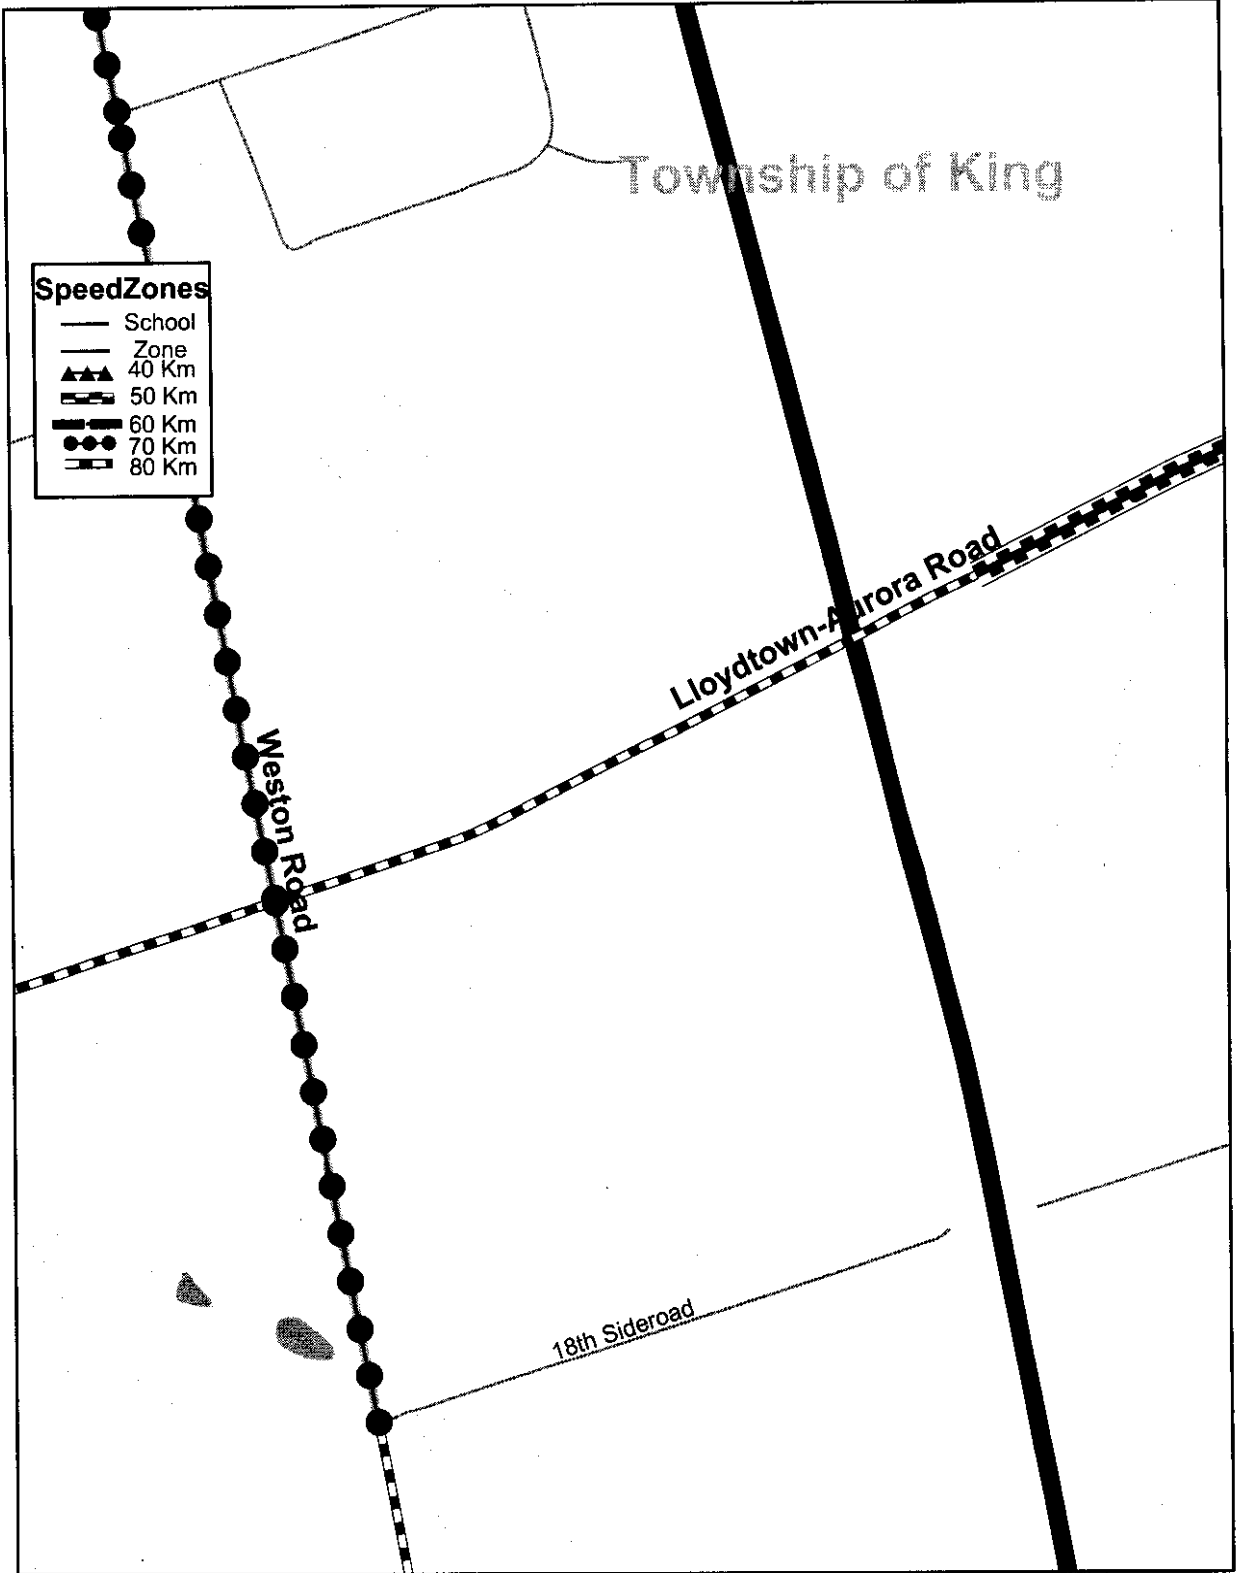 Township of King
SpeedZones
School
Zone
40 Km
50 Km
60 Km
70 Km
80 Km
Lloydtown-Aurora Road
Weston Road
18th Sideroad